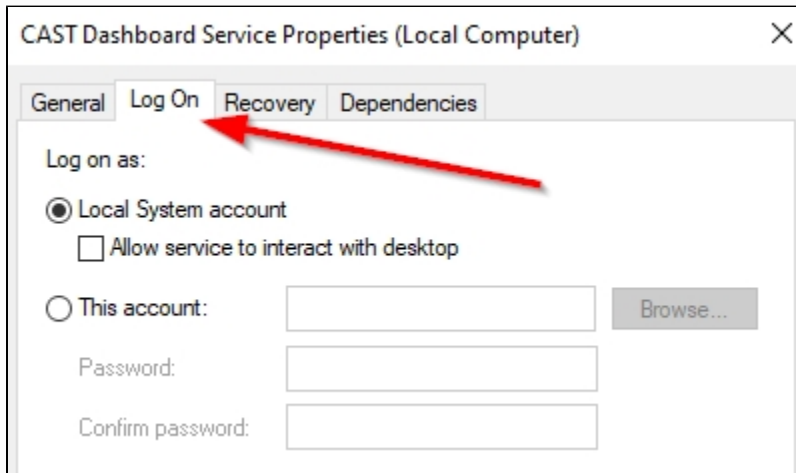 CAST Dashboard Service Properties (Local Computer)
General Log On Recovery Dependencies
Log on as:
Local System account
Allow service to interact with desktop
This account: Browse...
Password:
Confirm password: